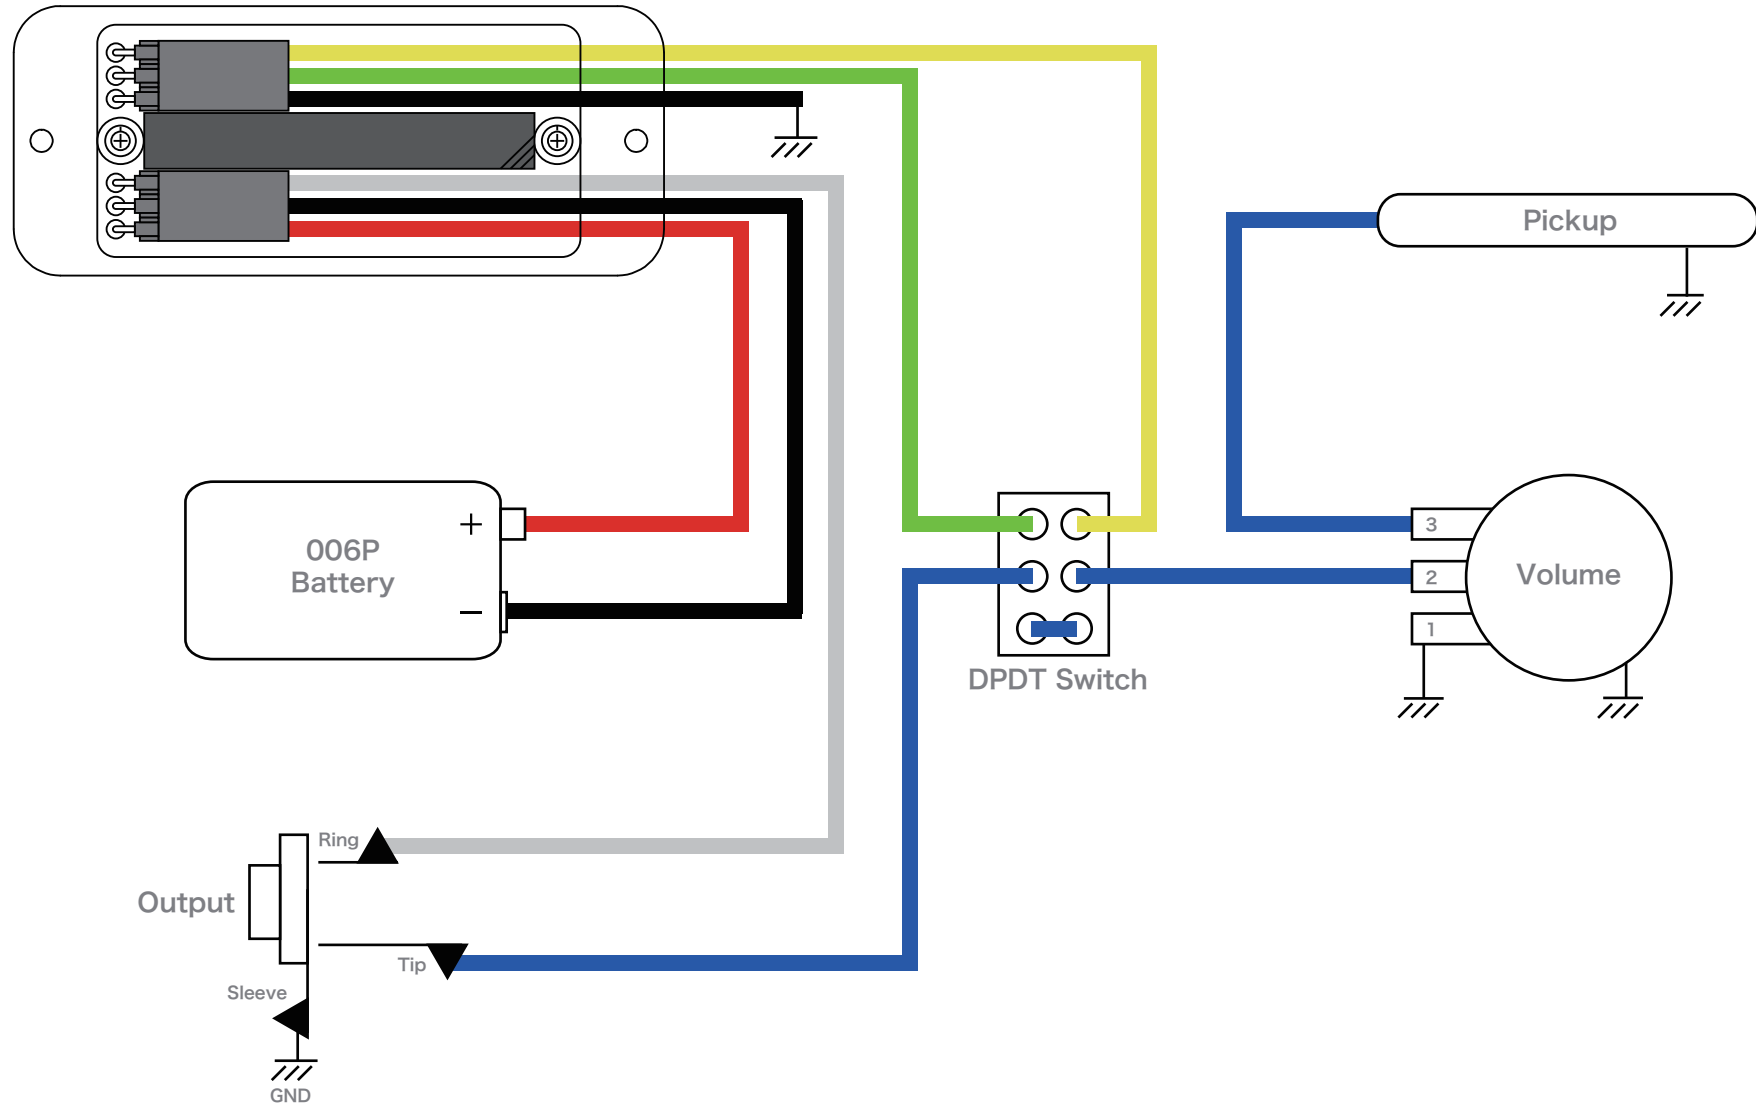 Pickup
006P
Battery
+
−
3
2
1
Volume
DPDT Switch
Ring
Output
Tip
Sleeve
GND